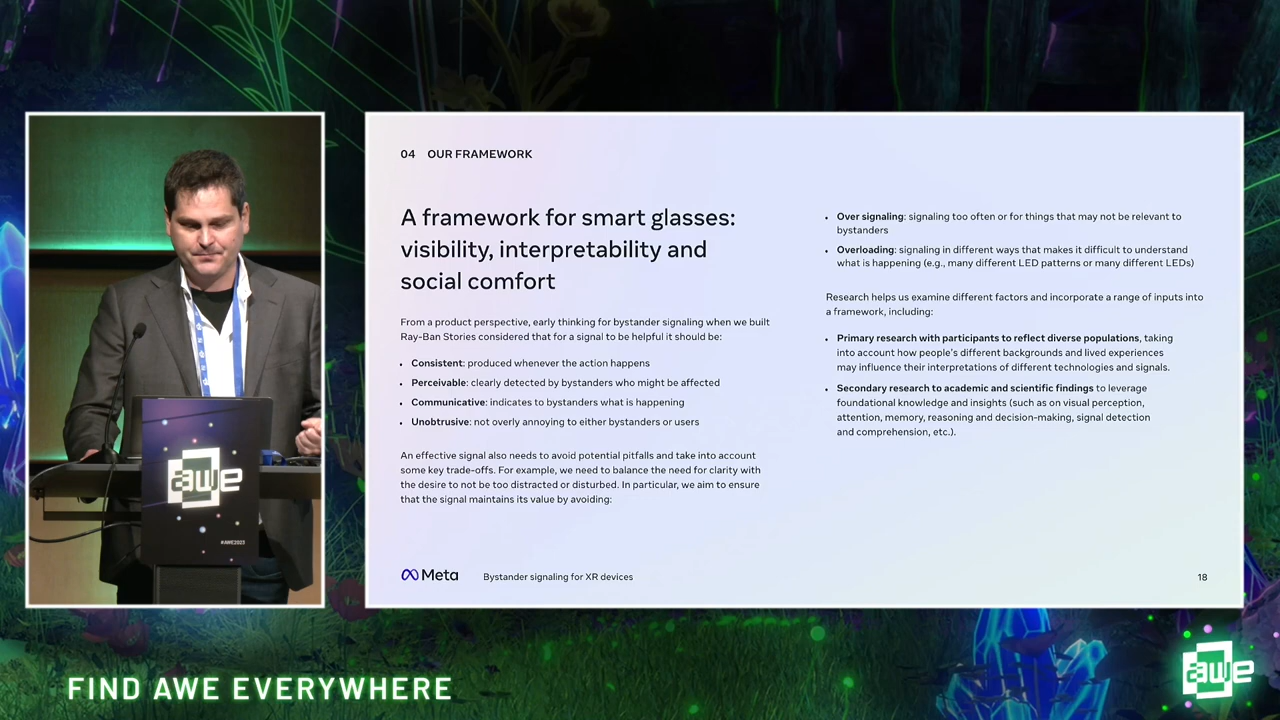 04 OUR FRAMEWORK
A framework for smart glasses:
visibility, interpretability and
social comfort
From a product perspective, early thinking for bystander signaling when we built
Ray-Ban Stories considered that for a signal to be helpful it should be:
• Consistent: produced whenever the action happens
• Perceivable: clearly detected by bystanders who might be affected
• Communicative: indicates to bystanders what is happening
• Unobtrusive: not overly annoying to either bystanders or users
An effective signal also needs to avoid potential pitfalls and take into account
some key trade-offs. For example, we need to balance the need for clarity with
the desire to not be too distracted or disturbed. In particular, we aim to ensure
that the signal maintains its value by avoiding:
• Over signaling: signaling too often or for things that may not be relevant to
bystanders
• Overloading: signaling in different ways that makes it difficult to understand
what is happening (e.g., many different LED patterns or many different LEDs)
Research helps us examine different factors and incorporate a range of inputs into
a framework, including:
• Primary research with participants to reflect diverse populations, taking
into account how people's different backgrounds and lived experiences
may influence their interpretations of different technologies and signals.
• Secondary research to academic and scientific findings to leverage
foundational knowledge and insights (such as on visual perception,
attention, memory, reasoning and decision-making, signal detection
and comprehension, etc.).
Meta
Bystander signaling for XR devices
18
awe
#AWE2023
FIND AWE EVERYWHERE
awe